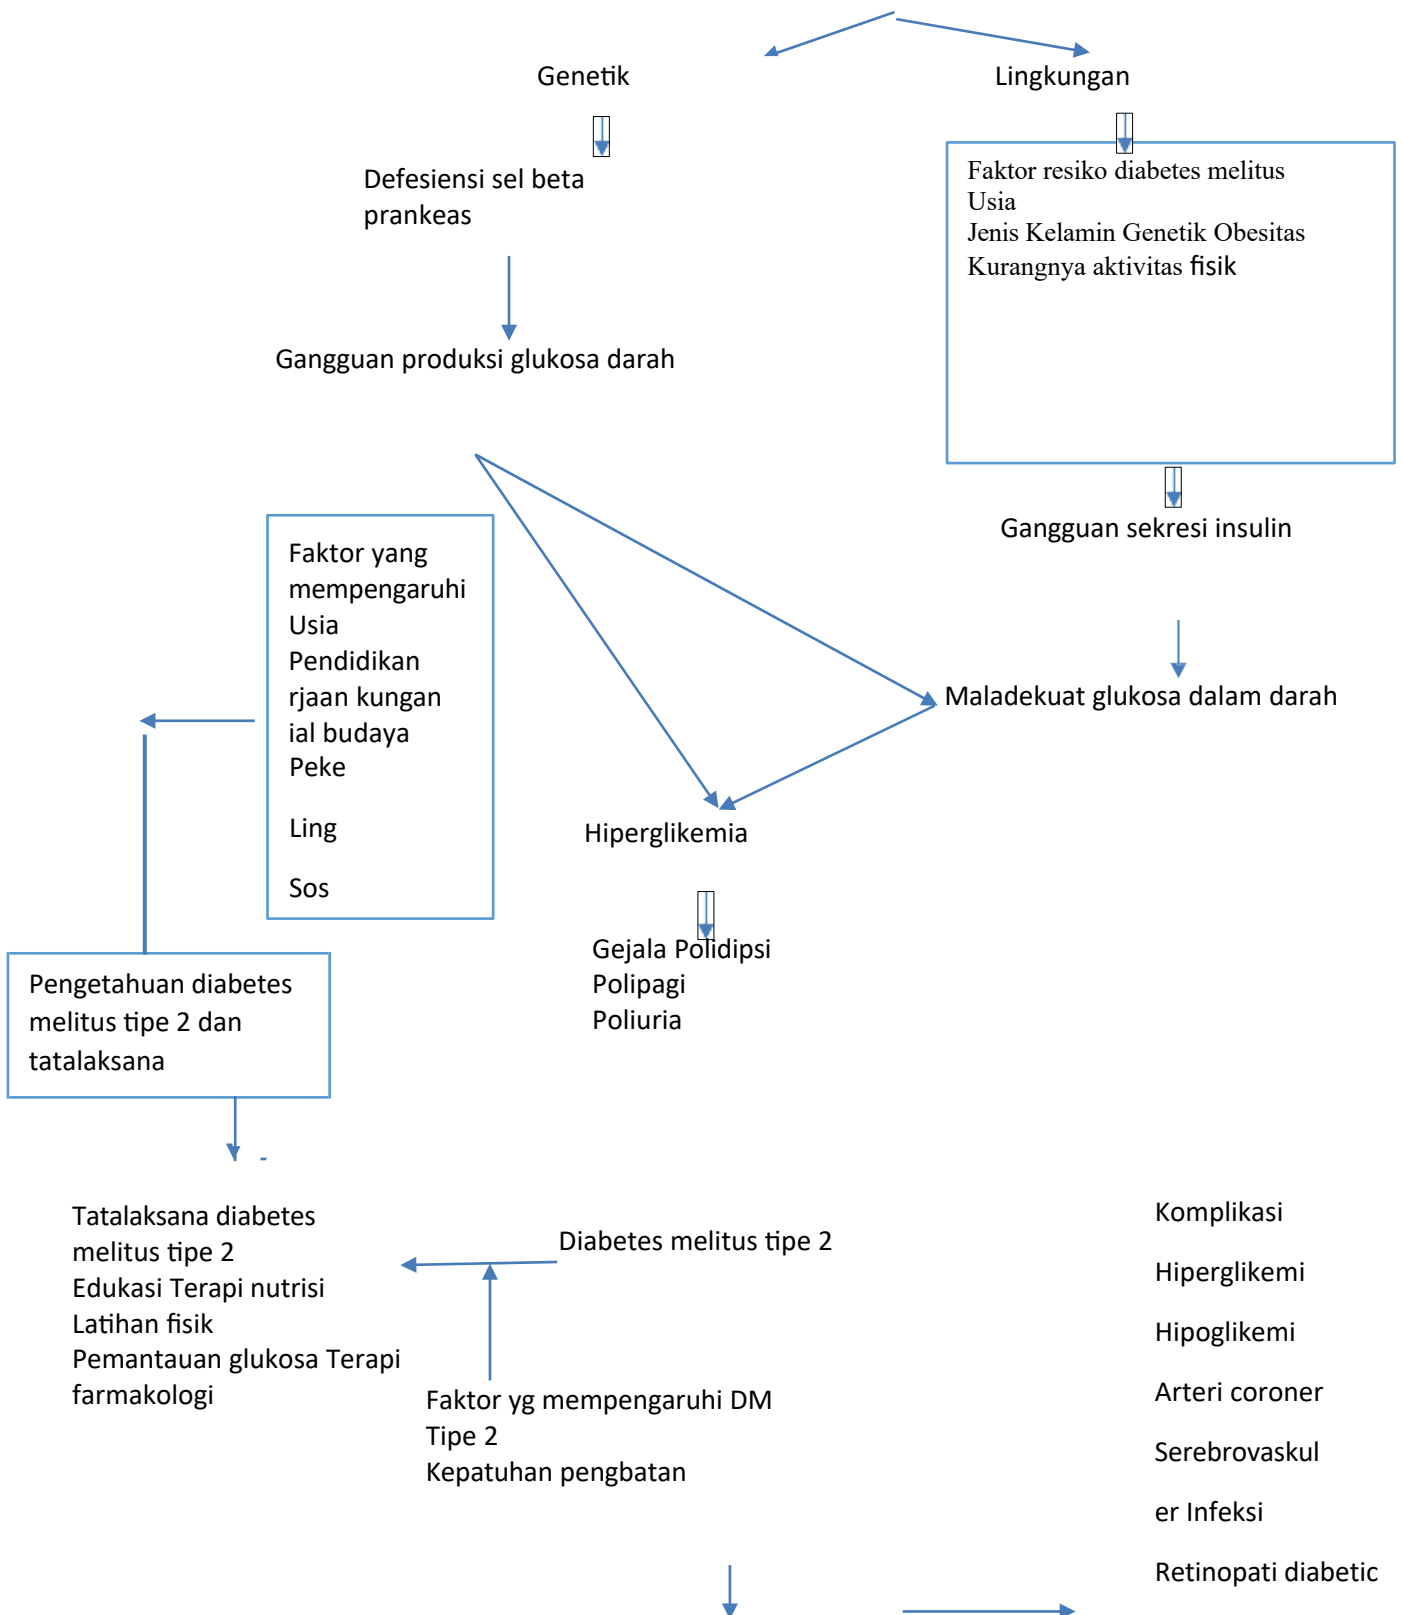 Genetik
Lingkungan
Defesiensi sel beta
prankeas
Faktor resiko diabetes melitus
Usia
Jenis Kelamin Genetik Obesitas
Kurangnya aktivitas fisik
Gangguan produksi glukosa darah
Gangguan sekresi insulin
Faktor yang
mempengaruhi
Usia
Pendidikan
rjaan kungan
ial budaya
Peke
Ling
Sos
Maladekuat glukosa dalam darah
Hiperglikemia
Gejala Polidipsi
Polipagi
Poliuria
Pengetahuan diabetes
melitus tipe 2 dan
tatalaksana
Tatalaksana diabetes
melitus tipe 2
Edukasi Terapi nutrisi
Latihan fisik
Pemantauan glukosa Terapi
farmakologi
Diabetes melitus tipe 2
Faktor yg mempengaruhi DM
Tipe 2
Kepatuhan pengbatan
Komplikasi
Hiperglikemi
Hipoglikemi
Arteri coroner
Serebrovaskul
er Infeksi
Retinopati diabetic